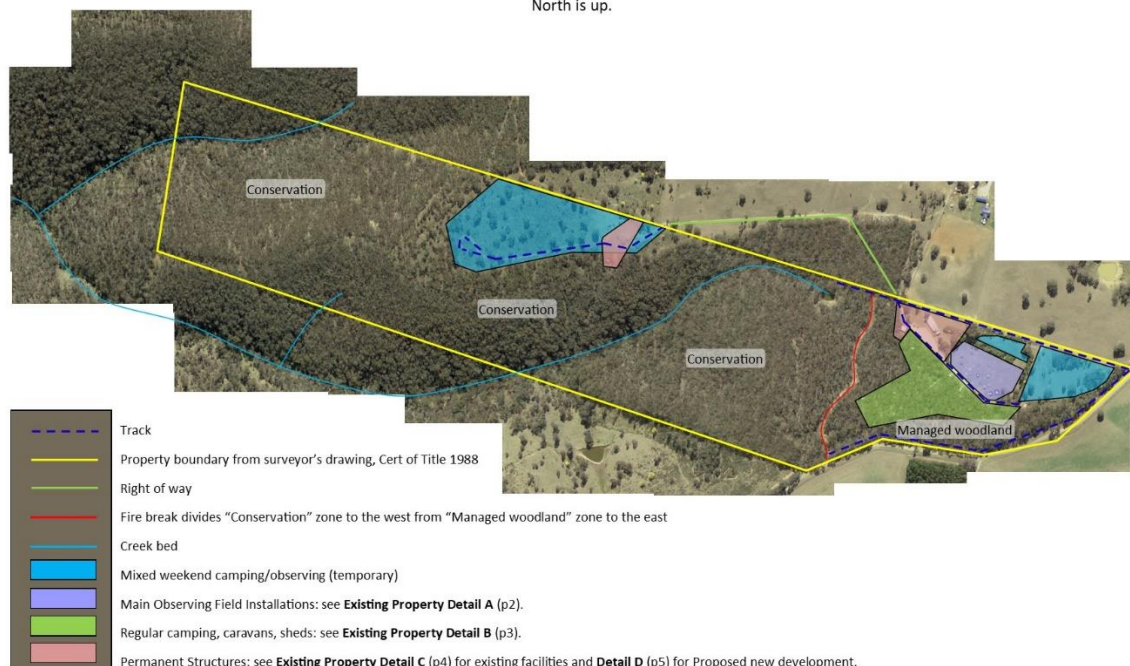 North is up.
Conservation
Conservation
Conservation
Managed woodland
Track
Property boundary from surveyor's drawing, Cert of Title 1988
Right of way
Fire break divides “Conservation” zone to the west from “Managed woodland” zone to the east
Creek bed
Mixed weekend camping/observing (temporary)
Main Observing Field Installations: see Existing Property Detail A (p2).
Regular camping, caravans, sheds: see Existing Property Detail B (p3).
Permanent Structures: see Existing Property Detail C (p4) for existing facilities and Detail D (p5) for Proposed new development.